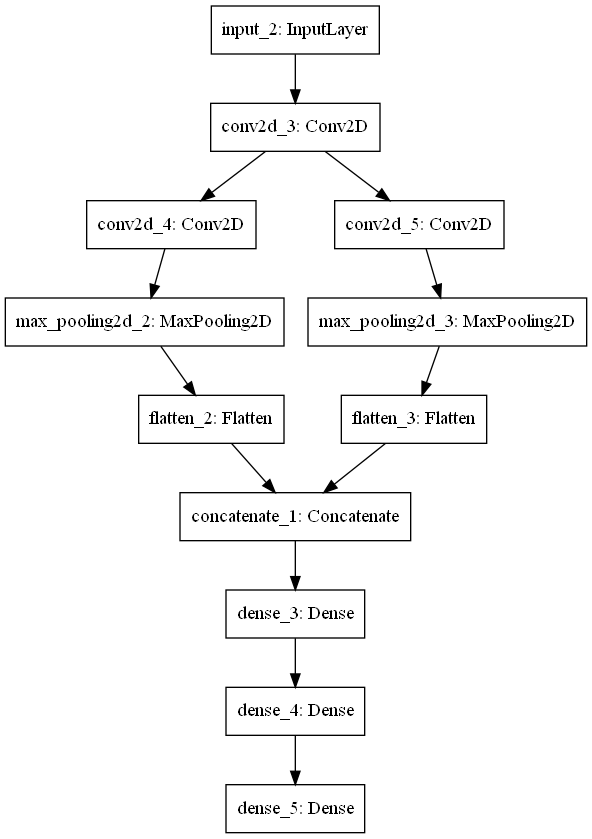 input_2: InputLayer
conv2d_3: Conv2D
conv2d_4: Conv2D
conv2d_5: Conv2D
max_pooling2d_2: MaxPooling2D
max_pooling2d_3: MaxPooling2D
flatten_2: Flatten
flatten_3: Flatten
concatenate_1: Concatenate
dense_3: Dense
dense_4: Dense
dense_5: Dense